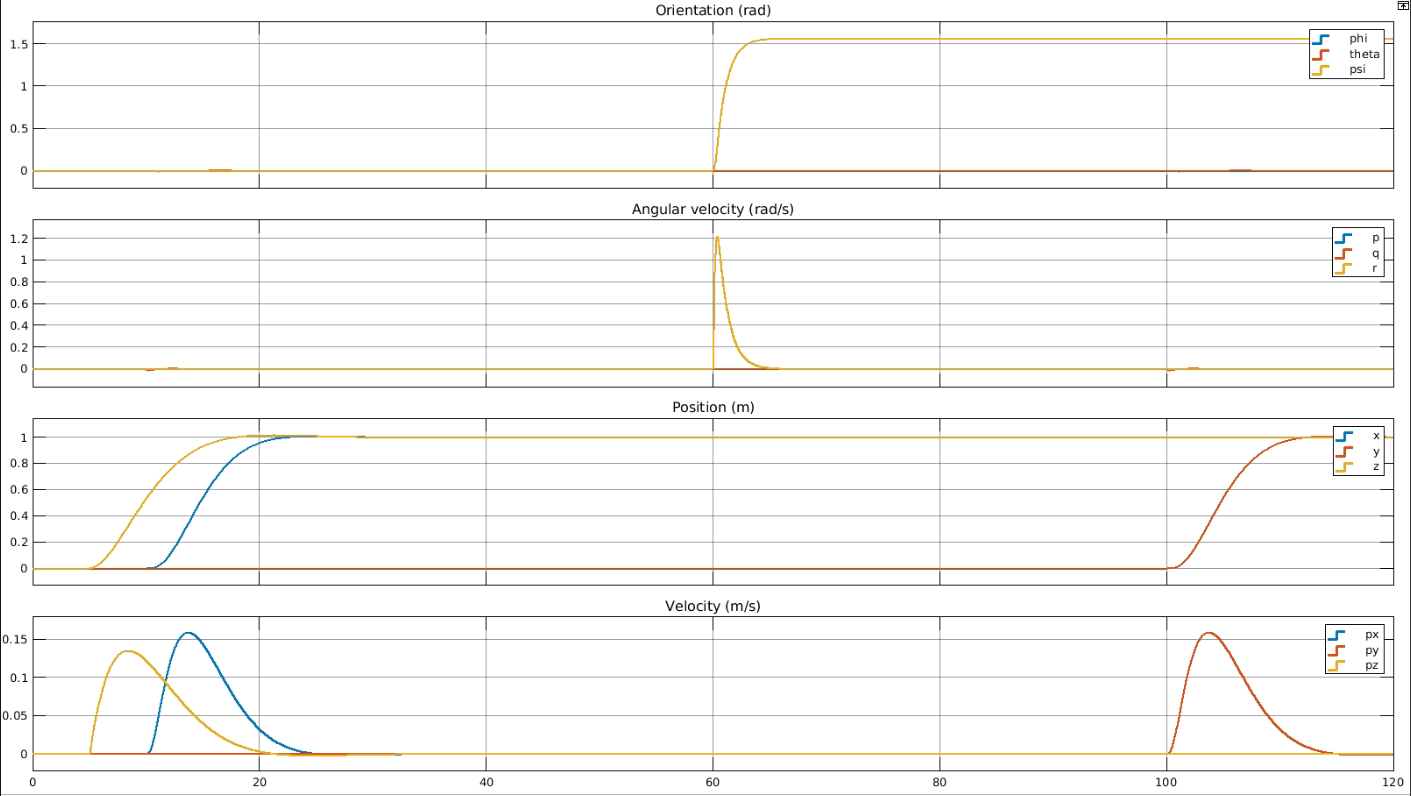 Orientation (rad)
1.5
1
0.5
0
phi
theta
psi
Angular velocity (rad/s)
1.2
1
0.8
0.6
0.4
0.2
0
p
q
r
Position (m)
1
0.8
0.6
0.4
0.2
0
x
y
z
Velocity (m/s)
0.15
0.1
0.05
0
px
py
pz
0 20 40 60 80 100 120